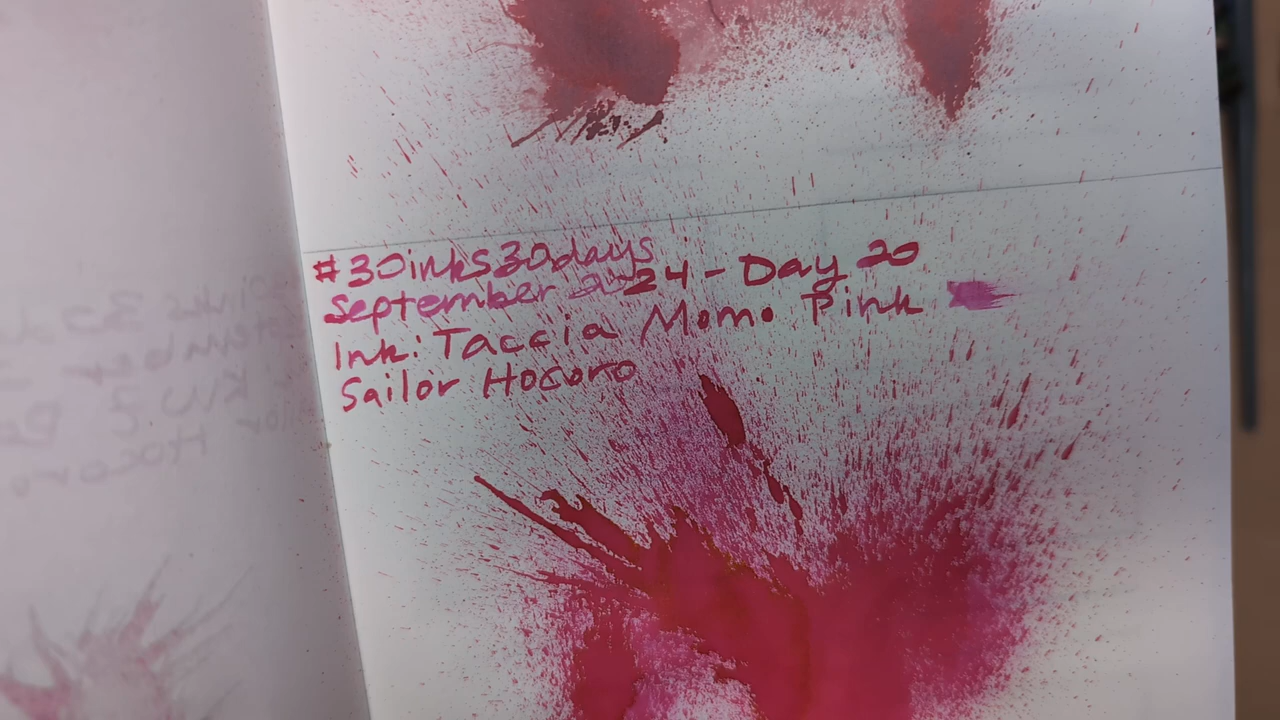 #30inks30days
September 2024 - Day 20
Ink: Taccia Momo Pink
Sailor Hocoro